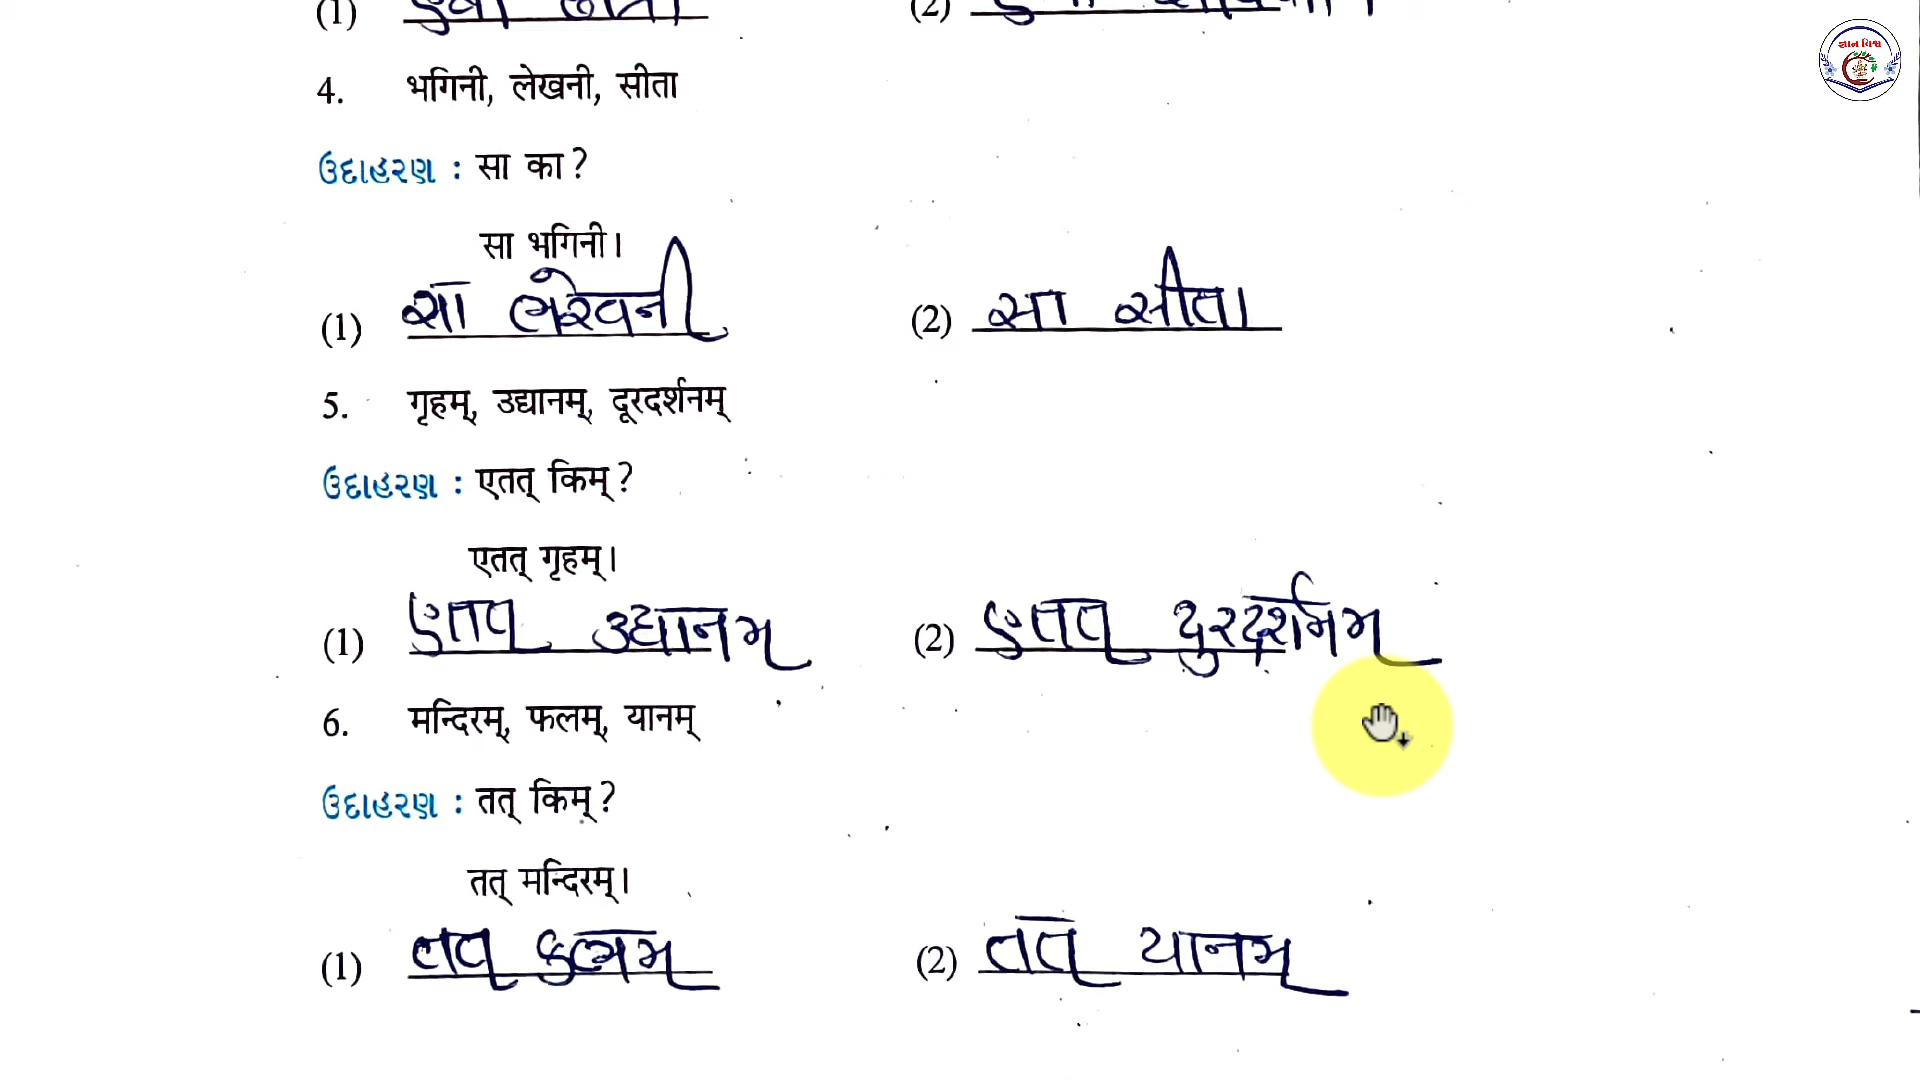 (1) (2)
જ્ઞાન વિશ્વ
4. भगिनी, लेखनी, सीता
ઉદાહરણ : सा का?
सा भगिनी।
(1) सा लेखनी (2) सा सीता
5. गृहम्, उद्यानम्, दूरदर्शनम्
ઉદાહરણ : एतत् किम्?
एतत् गृहम्।
(1) एतत् उद्यानम् (2) एतत् दुरदर्शनम्
6. मन्दिरम्, फलम्, यानम्
ઉદાહરણ : तत् किम्?
तत् मन्दिरम्।
(1) तत् फलम् (2) तत् यानम्